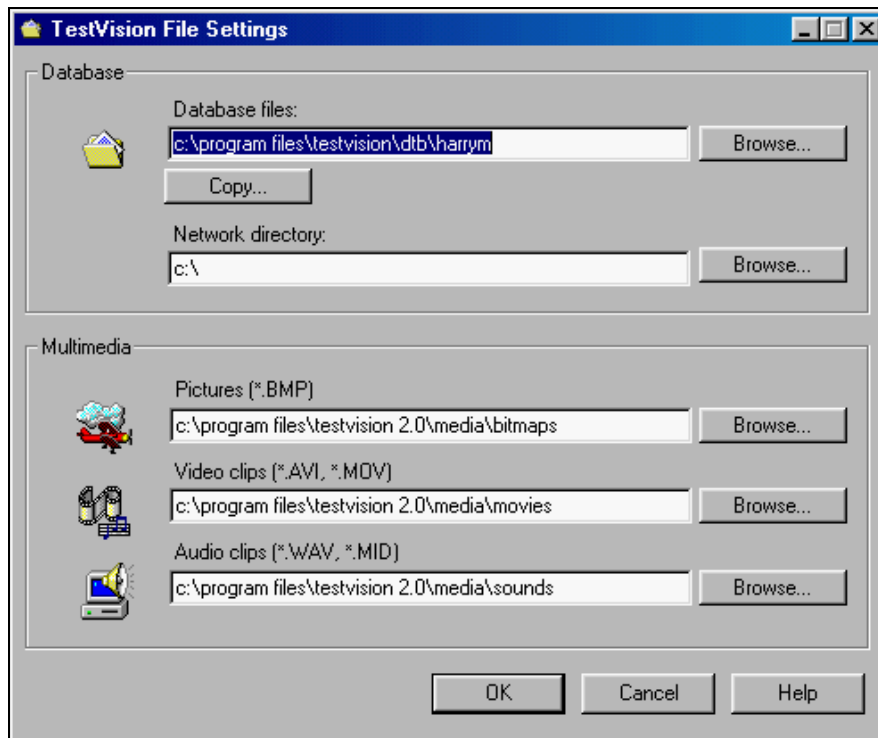 TestVision File Settings
Database
Database files:
c:\program files\testvision\dtb\harrym
Browse...
Copy...
Network directory:
c:\
Browse...
Multimedia
Pictures (*.BMP)
c:\program files\testvision 2.0\media\bitmaps
Browse...
Video clips (*.AVI, *.MOV)
c:\program files\testvision 2.0\media\movies
Browse...
Audio clips (*.WAV, *.MID)
c:\program files\testvision 2.0\media\sounds
Browse...
OK
Cancel
Help